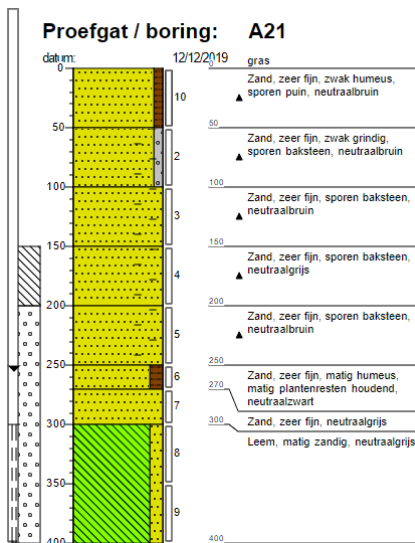 Proefgat / boring: A21
datum: 12/12/2019
0
50
100
150
200
250
300
350
400
10
2
3
4
5
6
7
8
9
0
gras
Zand, zeer fijn, zwak humeus,
sporen puin, neutraalbruin
50
Zand, zeer fijn, zwak grindig,
sporen baksteen, neutraalbruin
100
Zand, zeer fijn, sporen baksteen,
neutraalbruin
150
Zand, zeer fijn, sporen baksteen,
neutraalgrijs
200
Zand, zeer fijn, sporen baksteen,
neutraalbruin
250
Zand, zeer fijn, matig humeus,
matig plantenresten houdend,
neutraalzwart
270
Zand, zeer fijn, neutraalgrijs
300
Leem, matig zandig, neutraalgrijs
400